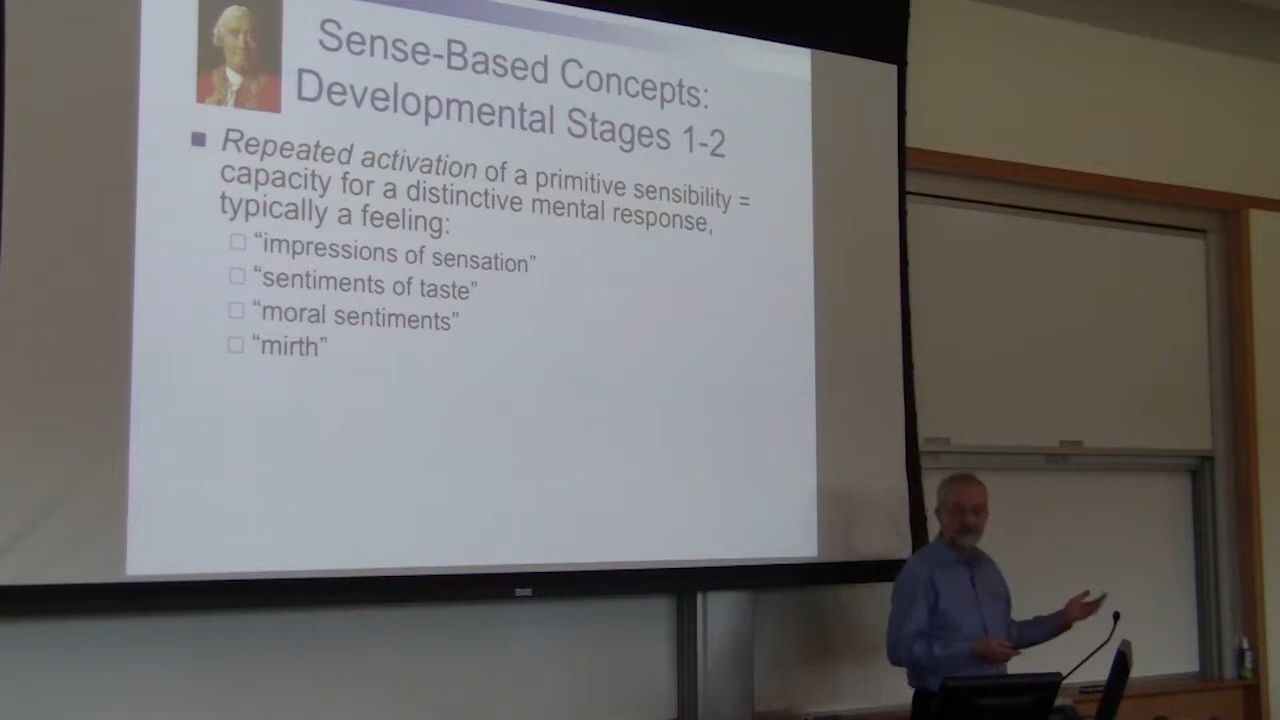 Sense-Based Concepts:
Developmental Stages 1-2
Repeated activation of a primitive sensibility =
capacity for a distinctive mental response,
typically a feeling:
“impressions of sensation”
“sentiments of taste”
“moral sentiments”
“mirth”